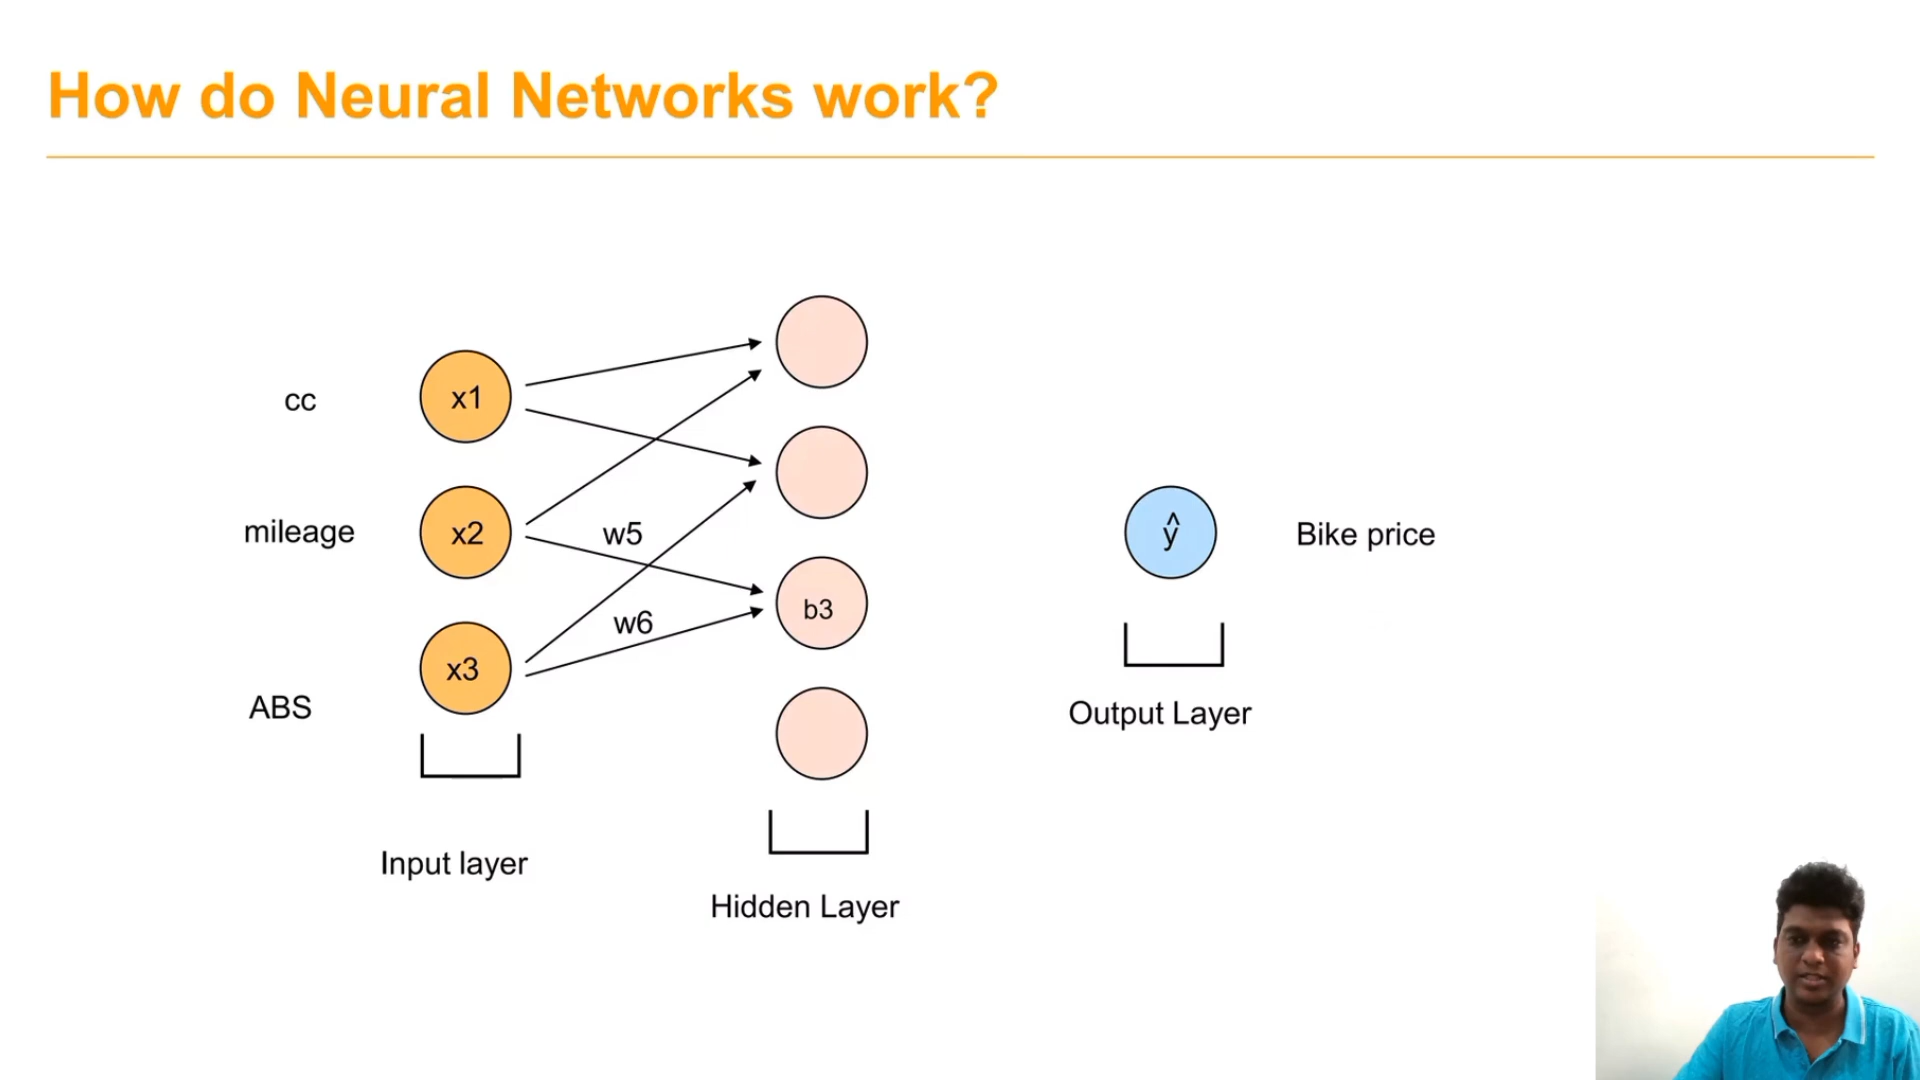 How do Neural Networks work?
cc
x1
mileage
x2
w5
ŷ
Bike price
w6
b3
x3
ABS
Output Layer
Input layer
Hidden Layer